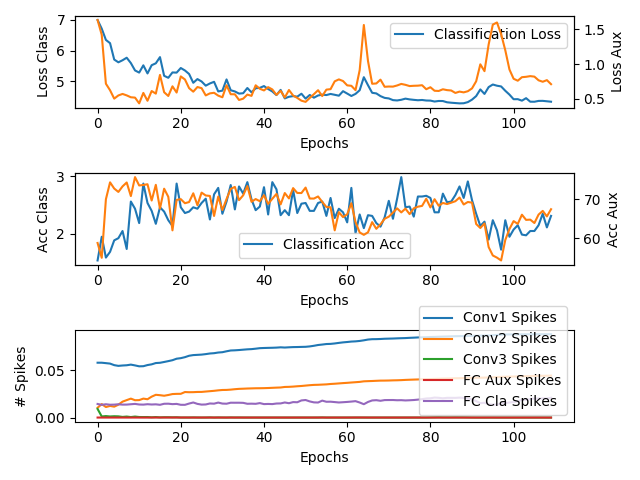 7
6
5
Loss Class
1.5
1.0
0.5
Loss Aux
Classification Loss
0 20 40 60 80 100
Epochs
3
2
Acc Class
70
60
Acc Aux
Classification Acc
0 20 40 60 80 100
Epochs
0.05
0.00
# Spikes
Conv1 Spikes
Conv2 Spikes
Conv3 Spikes
FC Aux Spikes
FC Cla Spikes
0 20 40 60 80 100
Epochs